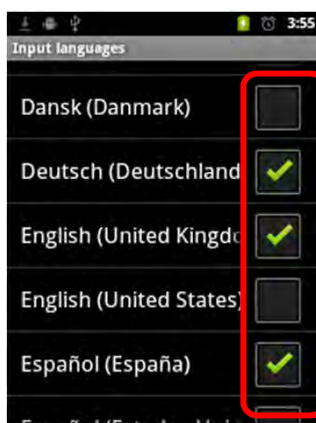 3:55
Input languages
Dansk (Danmark)
Deutsch (Deutschland
English (United Kingdo
English (United States)
Español (España)